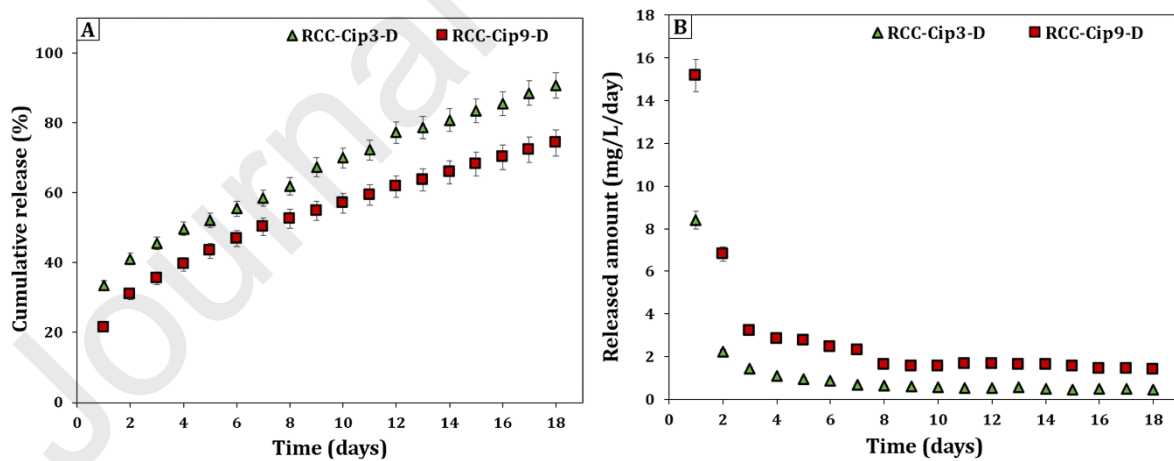 A
RCC-Cip3-D RCC-Cip9-D
100
80
60
40
20
0
0 2 4 6 8 10 12 14 16 18
Time (days)
Cumulative release (%)
B
RCC-Cip3-D RCC-Cip9-D
18
16
14
12
10
8
6
4
2
0
0 2 4 6 8 10 12 14 16 18
Time (days)
Released amount (mg/L/day)
Journal